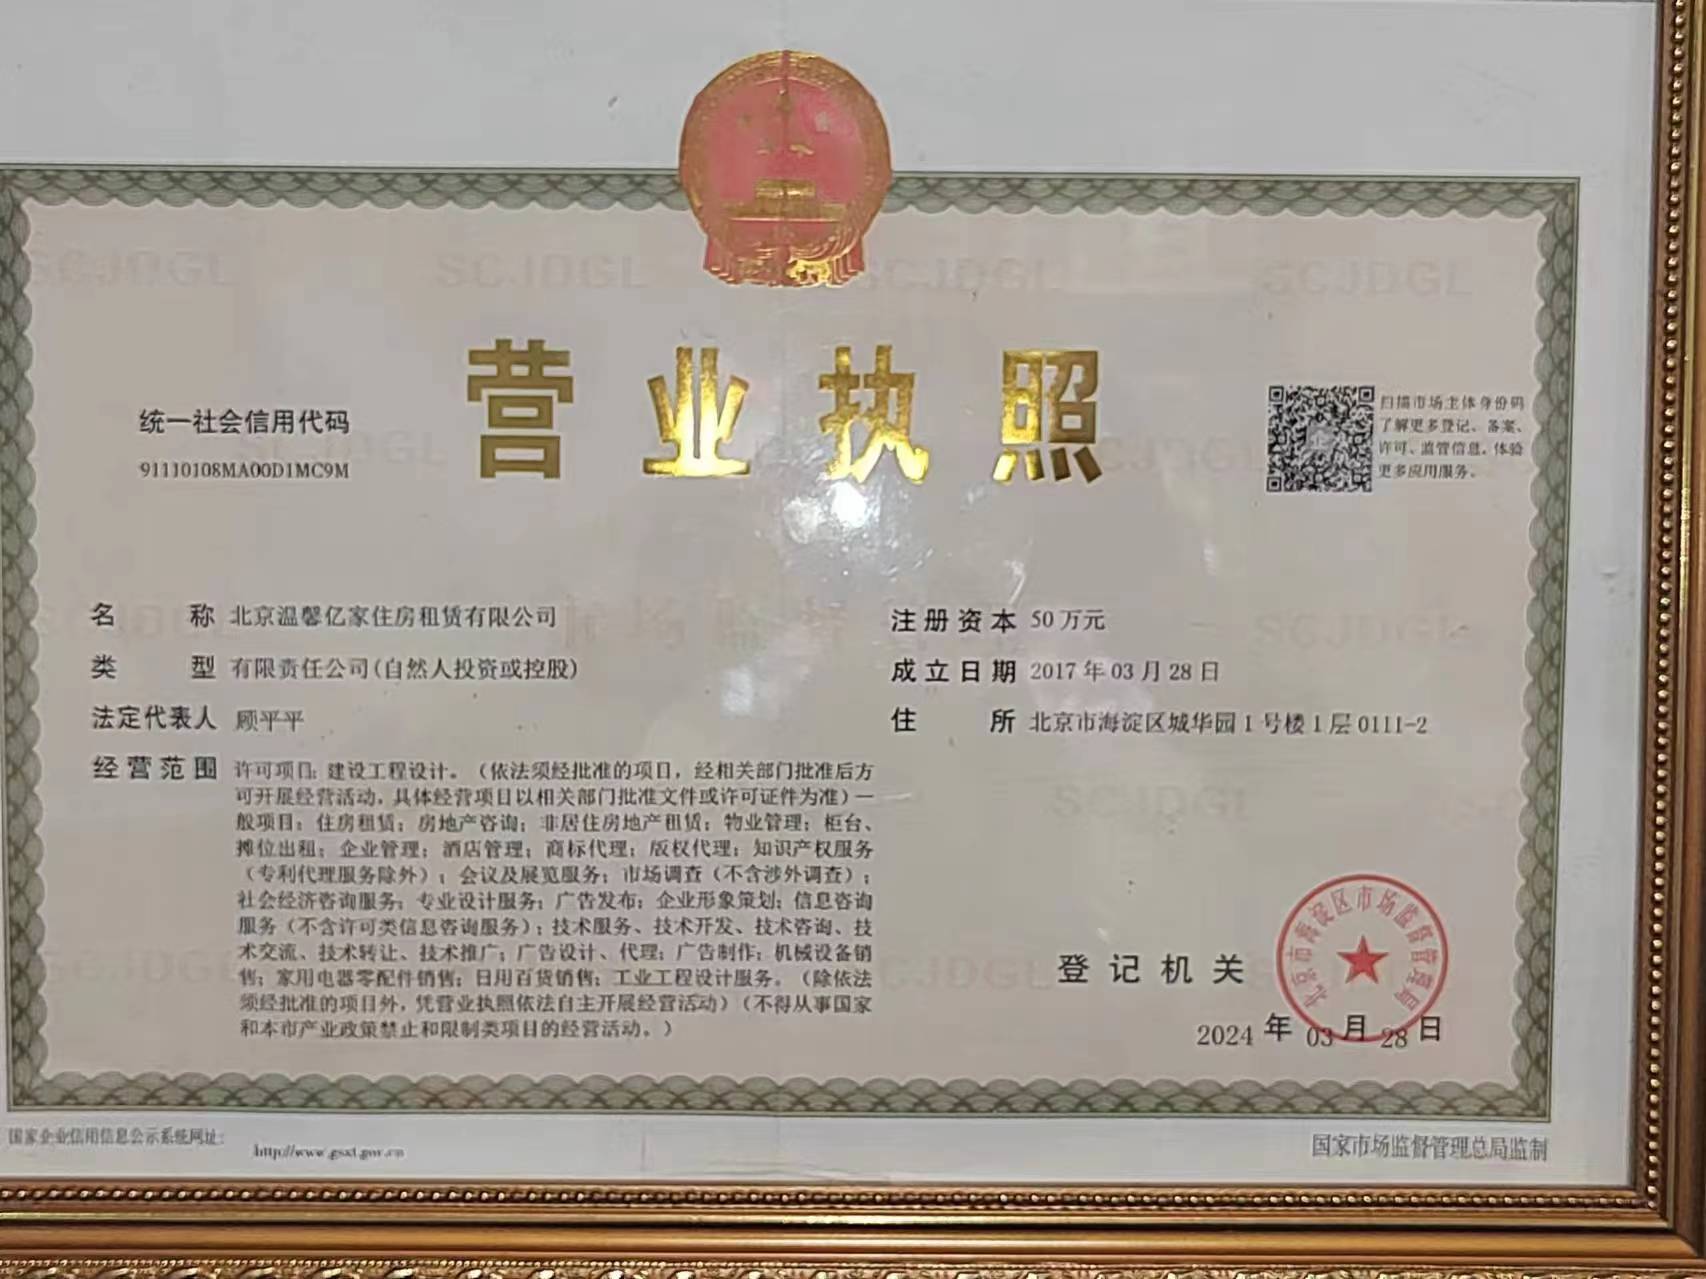 营业执照
统一社会信用代码
91110108MA00D1MC9M
扫描市场主体身份码
了解更多登记、备案、
许可、监管信息，体验
更多应用服务。
名称 北京温馨亿家住房租赁有限公司
类型 有限责任公司(自然人投资或控股)
法定代表人 顾平平
经营范围 许可项目：建设工程设计。（依法须经批准的项目，经相关部门批准后方
可开展经营活动，具体经营项目以相关部门批准文件或许可证件为准）一
般项目：住房租赁；房地产咨询；非居住房地产租赁；物业管理；柜台、
摊位出租；企业管理；酒店管理；商标代理；版权代理；知识产权服务
（专利代理服务除外）；会议及展览服务；市场调查（不含涉外调查）；
社会经济咨询服务；专业设计服务；广告发布；企业形象策划；信息咨询
服务（不含许可类信息咨询服务）；技术服务、技术开发、技术咨询、技
术交流、技术转让、技术推广；广告设计、代理；广告制作；机械设备销
售；家用电器零配件销售；日用百货销售；工业工程设计服务。（除依法
须经批准的项目外，凭营业执照依法自主开展经营活动）（不得从事国家
和本市产业政策禁止和限制类项目的经营活动。）
注册资本 50万元
成立日期 2017年03月28日
住所 北京市海淀区城华园1号楼1层0111-2
登记机关
北京市海淀区市场监督管理局
2024年03月28日
国家企业信用信息公示系统网址：
http://www.gsxt.gov.cn
国家市场监督管理总局监制
SCJDGL